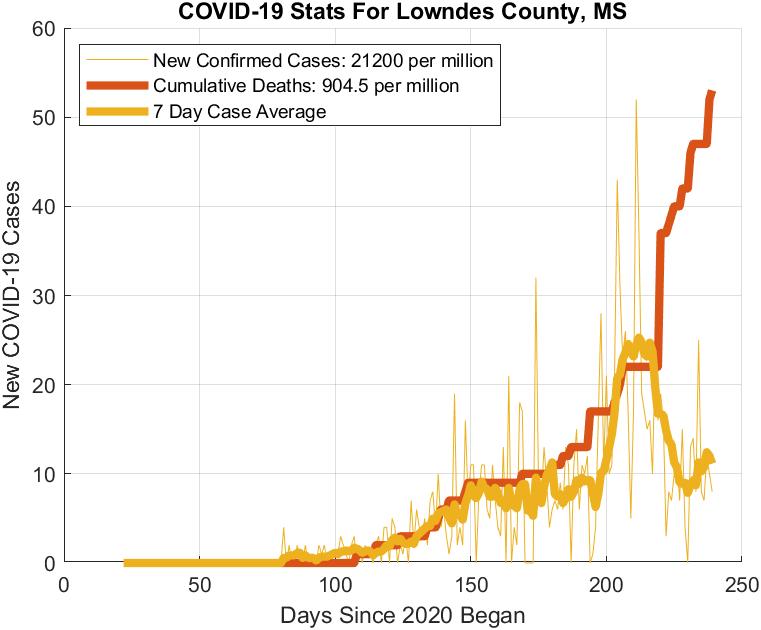 COVID-19 Stats For Lowndes County, MS
New Confirmed Cases: 21200 per million
Cumulative Deaths: 904.5 per million
7 Day Case Average
New COVID-19 Cases
60
50
40
30
20
10
0
0 50 100 150 200 250
Days Since 2020 Began